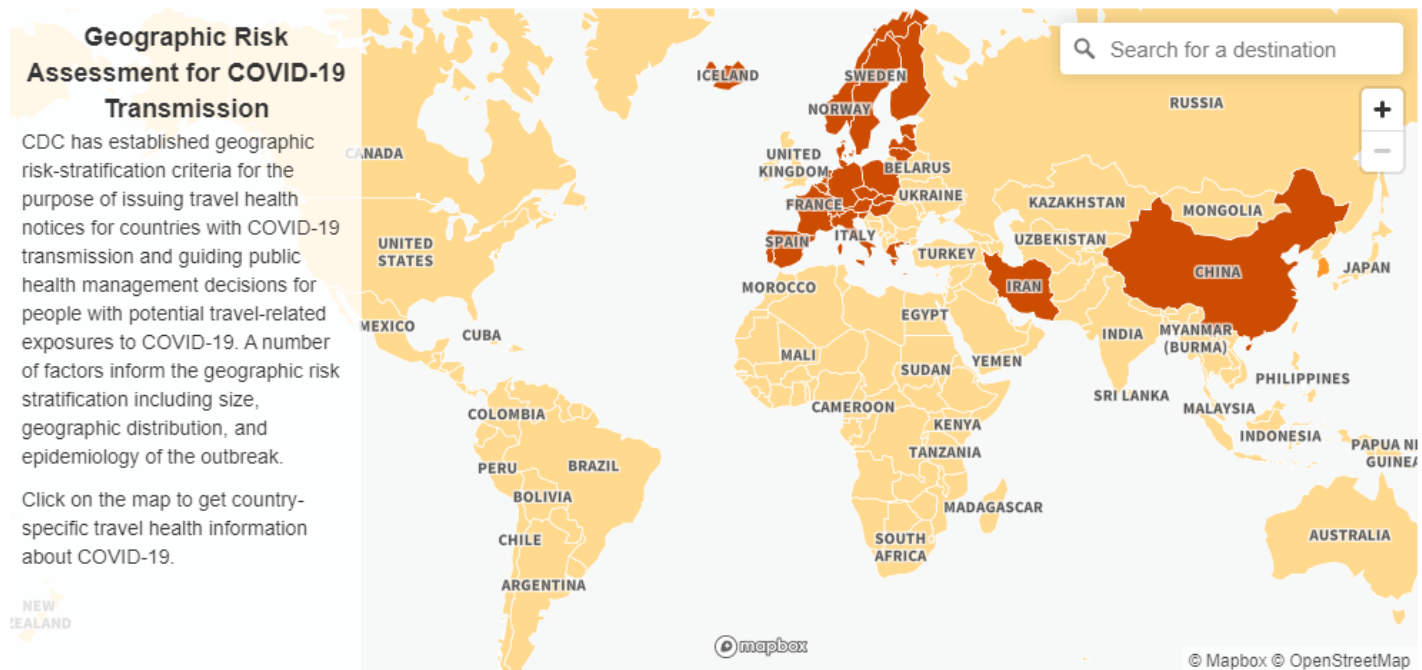 Geographic Risk
Assessment for COVID-19
Transmission
CDC has established geographic
risk-stratification criteria for the
purpose of issuing travel health
notices for countries with COVID-19
transmission and guiding public
health management decisions for
people with potential travel-related
exposures to COVID-19. A number
of factors inform the geographic risk
stratification including size,
geographic distribution, and
epidemiology of the outbreak.
Click on the map to get country-
specific travel health information
about COVID-19.
NEW
ZEALAND
Search for a destination
+
−
ICELAND
SWEDEN
NORWAY
RUSSIA
CANADA
UNITED
KINGDOM
BELARUS
UKRAINE
FRANCE
KAZAKHSTAN
MONGOLIA
UNITED
STATES
SPAIN
ITALY
TURKEY
UZBEKISTAN
CHINA
JAPAN
MOROCCO
IRAN
EGYPT
MEXICO
CUBA
INDIA
MYANMAR
(BURMA)
MALI
SUDAN
YEMEN
PHILIPPINES
SRI LANKA
MALAYSIA
COLOMBIA
CAMEROON
KENYA
INDONESIA
TANZANIA
PAPUA NE
GUINEA
PERU
BRAZIL
BOLIVIA
MADAGASCAR
CHILE
SOUTH
AFRICA
AUSTRALIA
ARGENTINA
mapbox
© Mapbox © OpenStreetMap